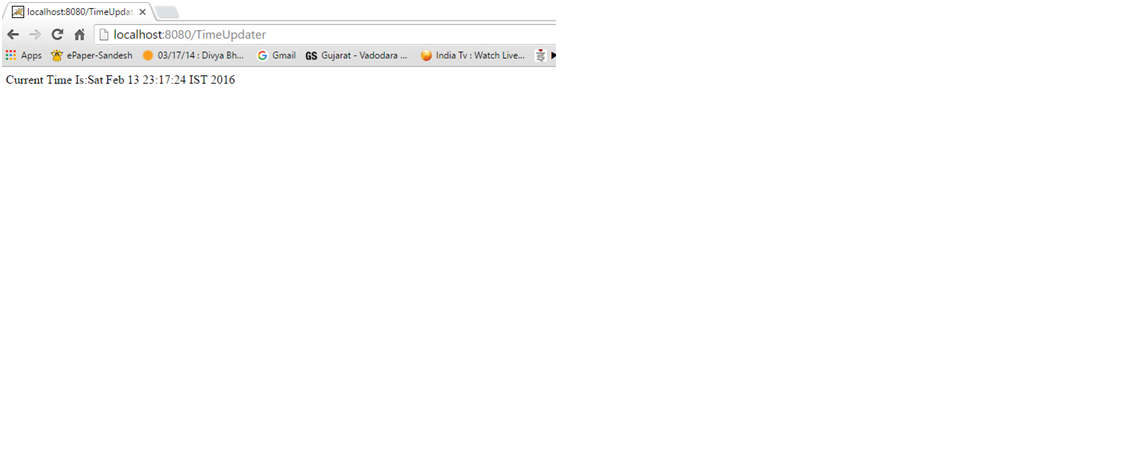 localhost:8080/TimeUpdat
localhost:8080/TimeUpdater
Apps ePaper-Sandesh 03/17/14 : Divya Bh... Gmail GS Gujarat - Vadodara ... India Tv : Watch Live...
Current Time Is:Sat Feb 13 23:17:24 IST 2016